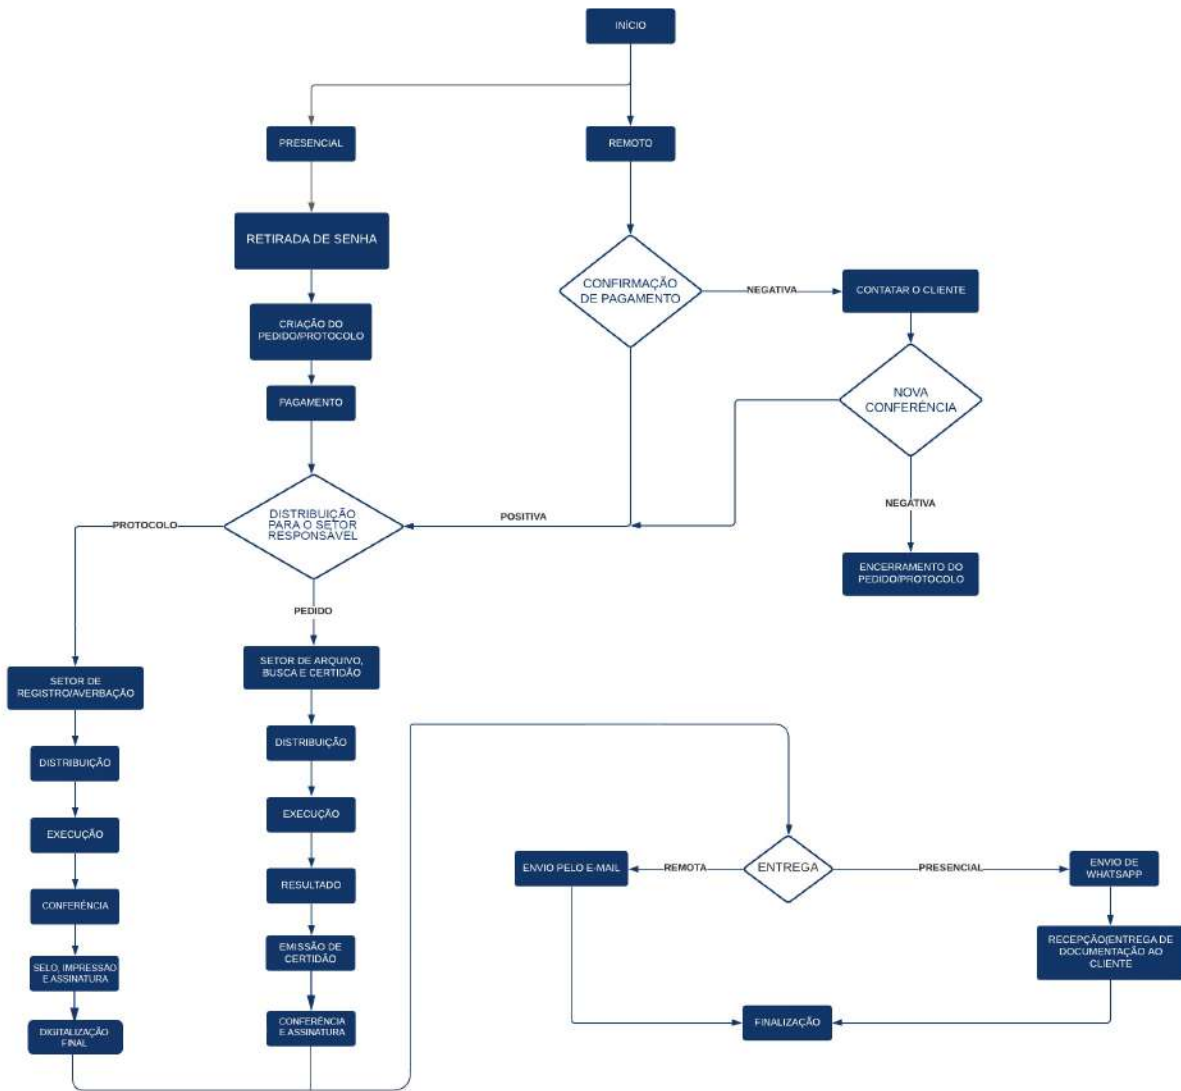 INÍCIO
PRESENCIAL
REMOTO
RETIRADA DE SENHA
CONFIRMAÇÃO
DE PAGAMENTO
NEGATIVA
CONTATAR O CLIENTE
CRIAÇÃO DO
PEDIDO/PROTOCOLO
PAGAMENTO
NOVA
CONFERÊNCIA
NEGATIVA
ENCERRAMENTO DO
PEDIDO/PROTOCOLO
POSITIVA
DISTRIBUIÇÃO
PARA O SETOR
RESPONSÁVEL
PROTOCOLO
PEDIDO
SETOR DE
REGISTRO/AVERBAÇÃO
DISTRIBUIÇÃO
EXECUÇÃO
CONFERÊNCIA
SELO, IMPRESSÃO
E ASSINATURA
DIGITALIZAÇÃO
FINAL
SETOR DE ARQUIVO,
BUSCA E CERTIDÃO
DISTRIBUIÇÃO
EXECUÇÃO
RESULTADO
EMISSÃO DE
CERTIDÃO
CONFERÊNCIA
E ASSINATURA
ENTREGA
REMOTA
ENVIO PELO E-MAIL
PRESENCIAL
ENVIO DE
WHATSAPP
RECEPÇÃO(ENTREGA DE
DOCUMENTAÇÃO AO
CLIENTE
FINALIZAÇÃO